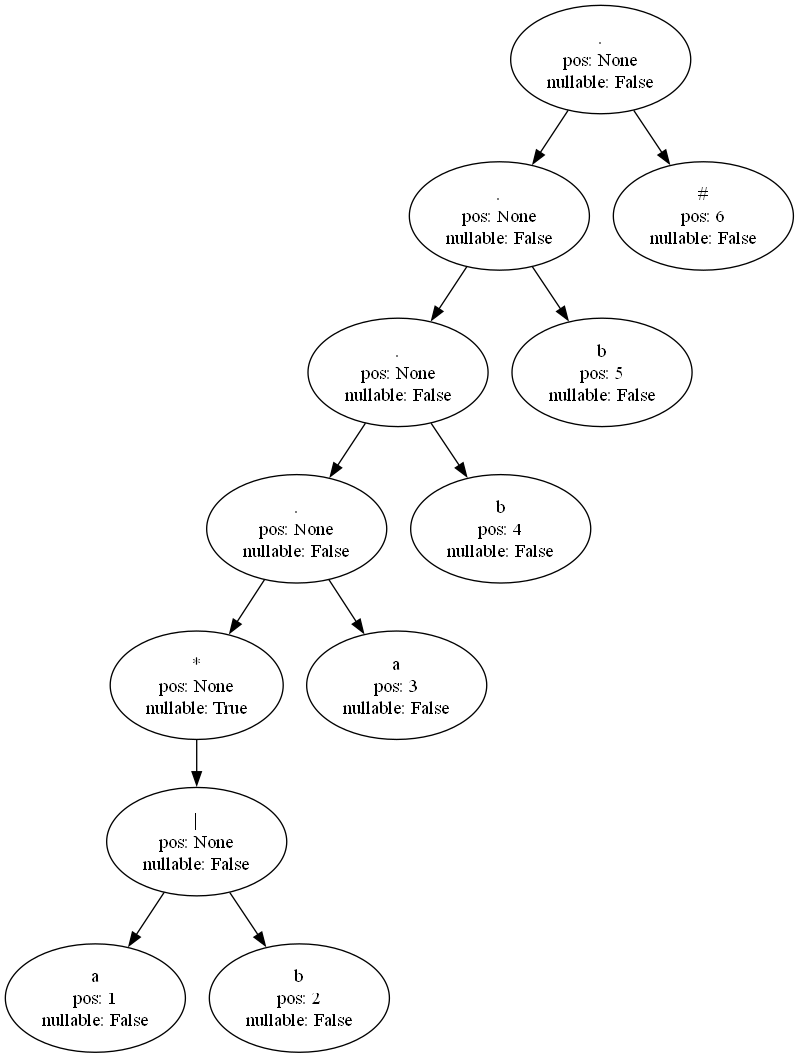 .
pos: None
nullable: False
.
pos: None
nullable: False
#
pos: 6
nullable: False
.
pos: None
nullable: False
b
pos: 5
nullable: False
.
pos: None
nullable: False
b
pos: 4
nullable: False
*
pos: None
nullable: True
a
pos: 3
nullable: False
|
pos: None
nullable: False
a
pos: 1
nullable: False
b
pos: 2
nullable: False